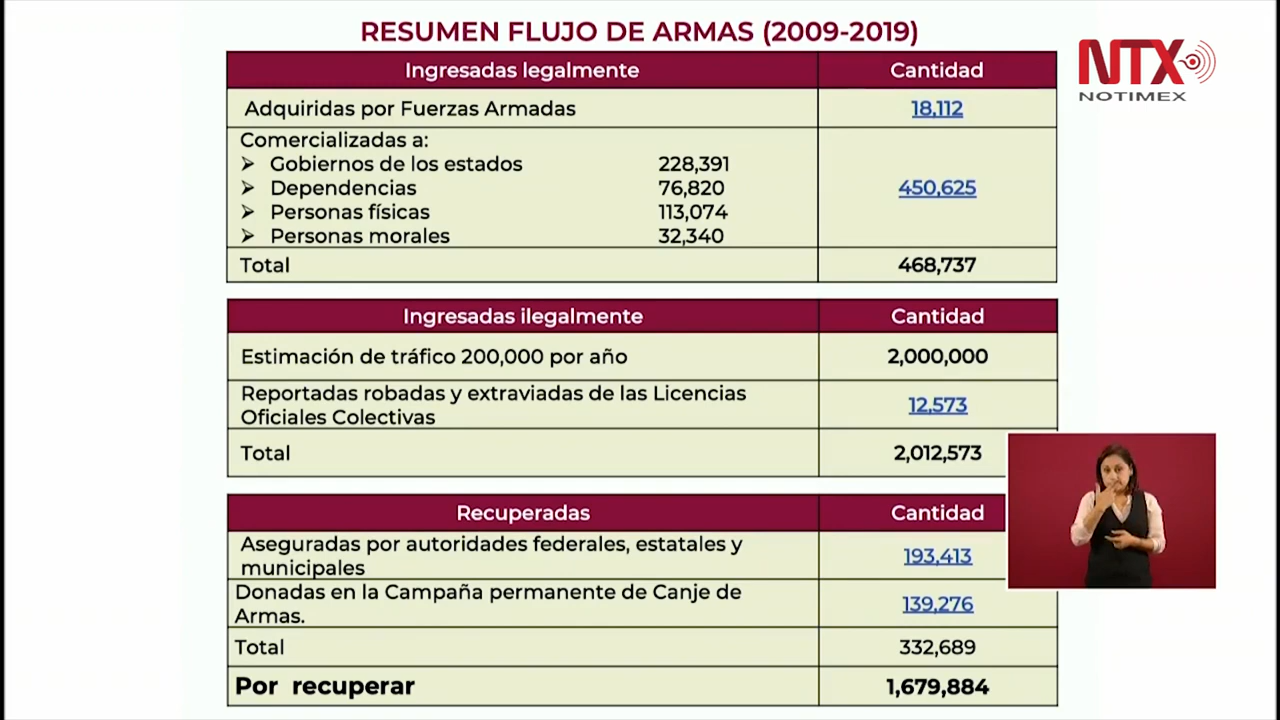 RESUMEN FLUJO DE ARMAS (2009-2019)
NTX
NOTIMEX
Ingresadas legalmente Cantidad
Adquiridas por Fuerzas Armadas 18,112
Comercializadas a:
➢ Gobiernos de los estados 228,391
➢ Dependencias 76,820
➢ Personas físicas 113,074
➢ Personas morales 32,340
450,625
Total 468,737
Ingresadas ilegalmente Cantidad
Estimación de tráfico 200,000 por año 2,000,000
Reportadas robadas y extraviadas de las Licencias
Oficiales Colectivas
12,573
Total 2,012,573
Recuperadas Cantidad
Aseguradas por autoridades federales, estatales y
municipales
193,413
Donadas en la Campaña permanente de Canje de
Armas.
139,276
Total 332,689
Por recuperar 1,679,884